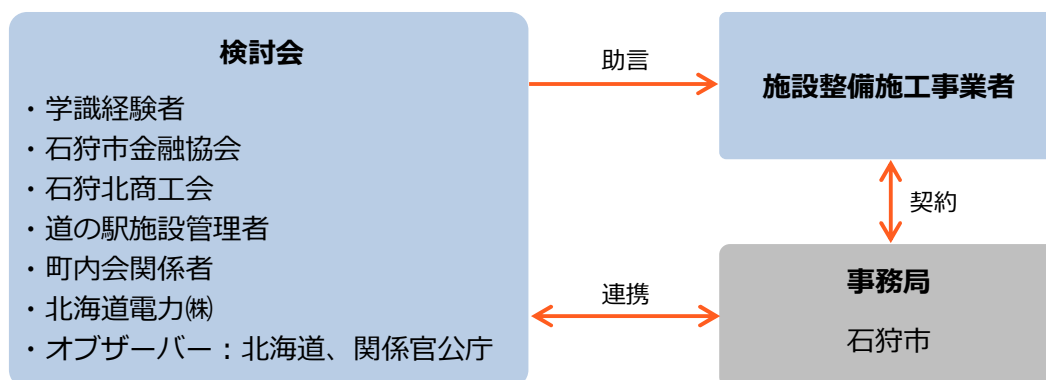 検討会
・学識経験者
・石狩市金融協会
・石狩北商工会
・道の駅施設管理者
・町内会関係者
・北海道電力㈱
・オブザーバー：北海道、関係官公庁
助言
施設整備施工事業者
契約
連携
事務局
石狩市